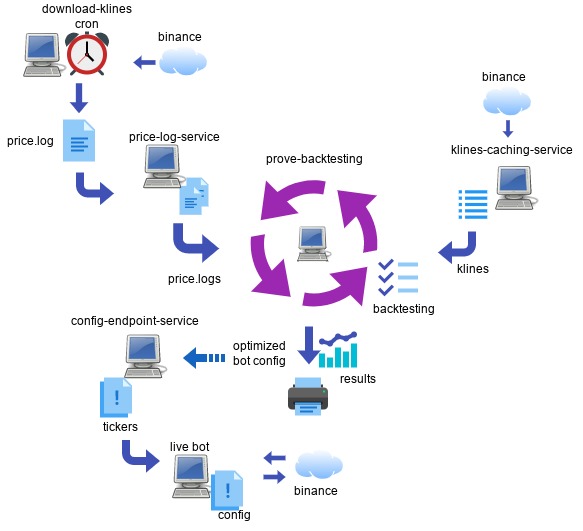 download-klines
cron
binance
binance
price.log
price-log-service
klines-caching-service
prove-backtesting
price.logs
klines
backtesting
config-endpoint-service
optimized
bot config
results
tickers
live bot
binance
config